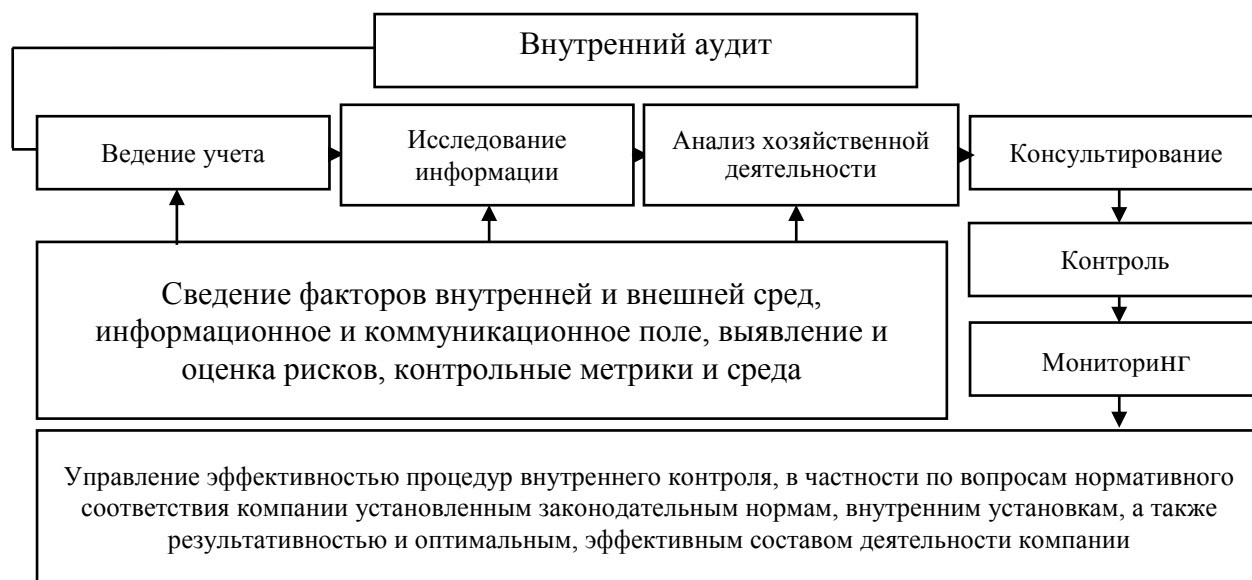 Внутренний аудит
Ведение учета
Исследование
информации
Анализ хозяйственной
деятельности
Консультирование
Контроль
Мониторинг
Сведение факторов внутренней и внешней сред,
информационное и коммуникационное поле, выявление и
оценка рисков, контрольные метрики и среда
Управление эффективностью процедур внутреннего контроля, в частности по вопросам нормативного
соответствия компании установленным законодательным нормам, внутренним установкам, а также
результативностью и оптимальным, эффективным составом деятельности компании